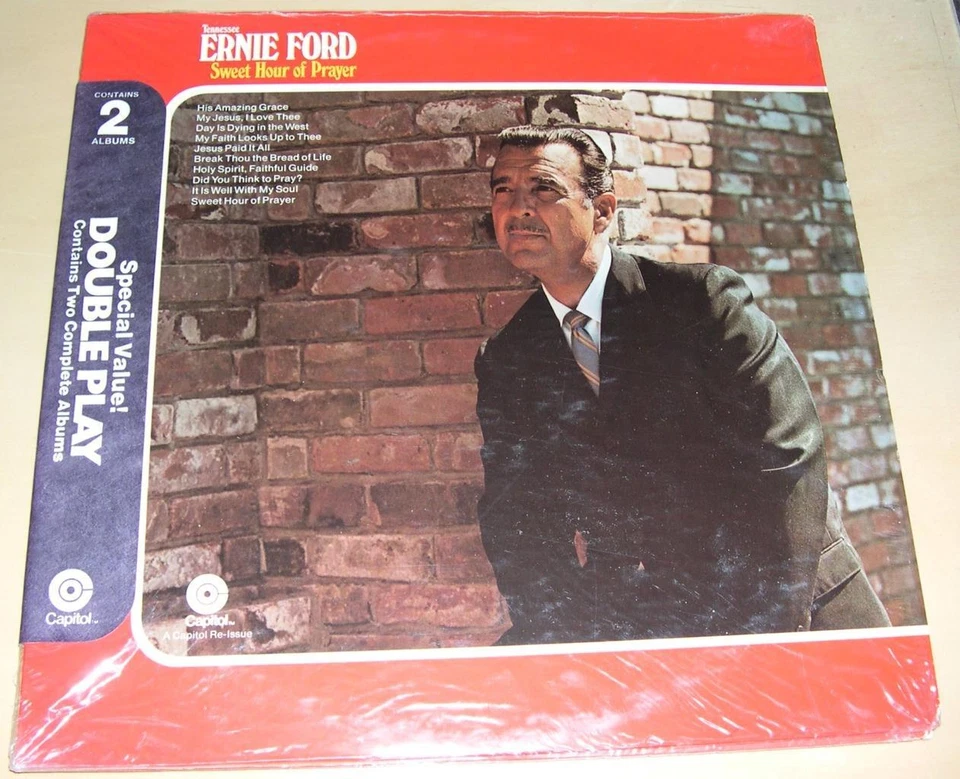 Tennessee
ERNIE FORD
Sweet Hour of Prayer
CONTAINS
2
ALBUMS
His Amazing Grace
My Jesus, I Love Thee
Day Is Dying in the West
My Faith Looks Up to Thee
Jesus Paid It All
Break Thou the Bread of Life
Holy Spirit, Faithful Guide
Did You Think to Pray?
It Is Well With My Soul
Sweet Hour of Prayer
Special Value!
DOUBLE PLAY
Contains Two Complete Albums
Capitol™
Capitol™
A Capitol Re-Issue